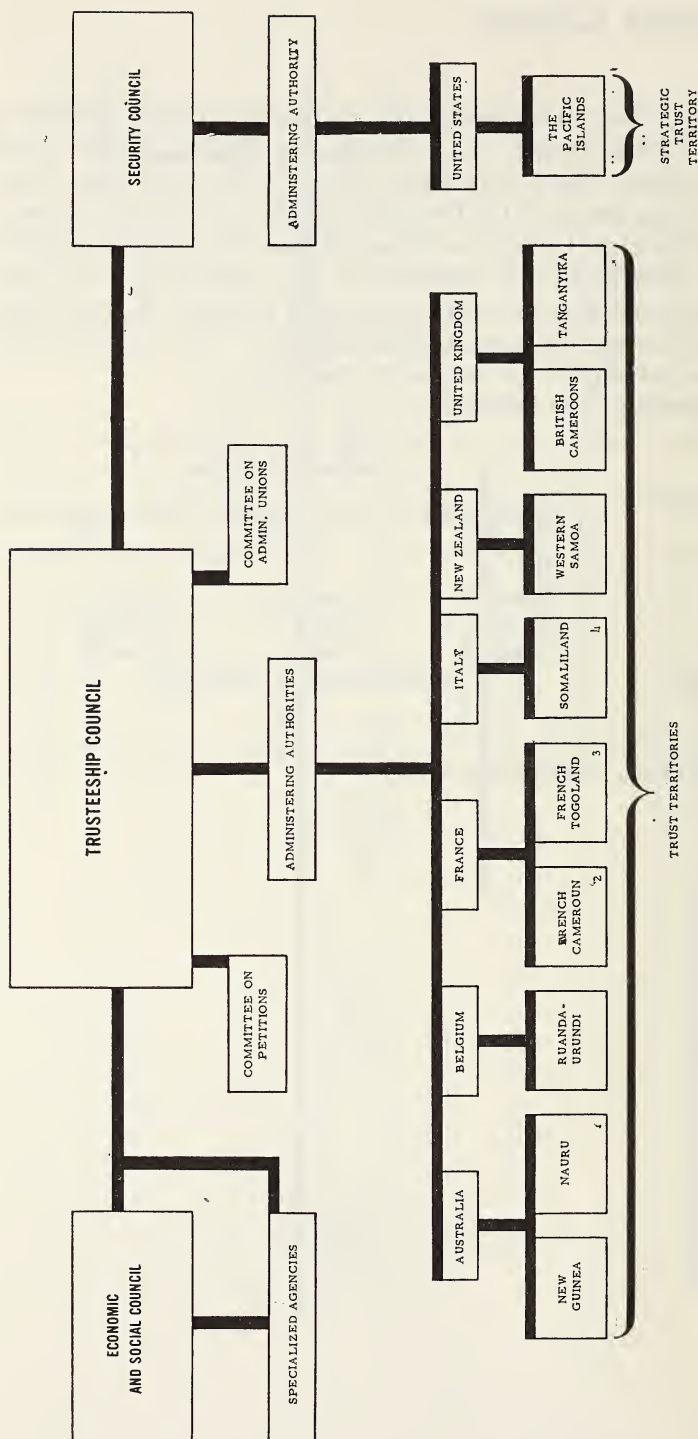 TRUSTEESHIP COUNCIL
ECONOMIC
AND SOCIAL COUNCIL
SECURITY COUNCIL
COMMITTEE ON
PETITIONS
COMMITTEE ON
ADMIN. UNIONS
SPECIALIZED AGENCIES
ADMINISTERING AUTHORITIES
ADMINISTERING AUTHORITY
AUSTRALIA
BELGIUM
FRANCE
ITALY
NEW ZEALAND
UNITED KINGDOM
UNITED STATES
NEW
GUINEA
NAURU
RUANDA-
URUNDI
FRENCH
CAMEROUN
2
FRENCH
TOGOLAND
3
SOMALILAND
4
WESTERN
SAMOA
BRITISH
CAMEROONS
TANGANYIKA
THE
PACIFIC
ISLANDS
TRUST TERRITORIES
STRATEGIC
TRUST
TERRITORY